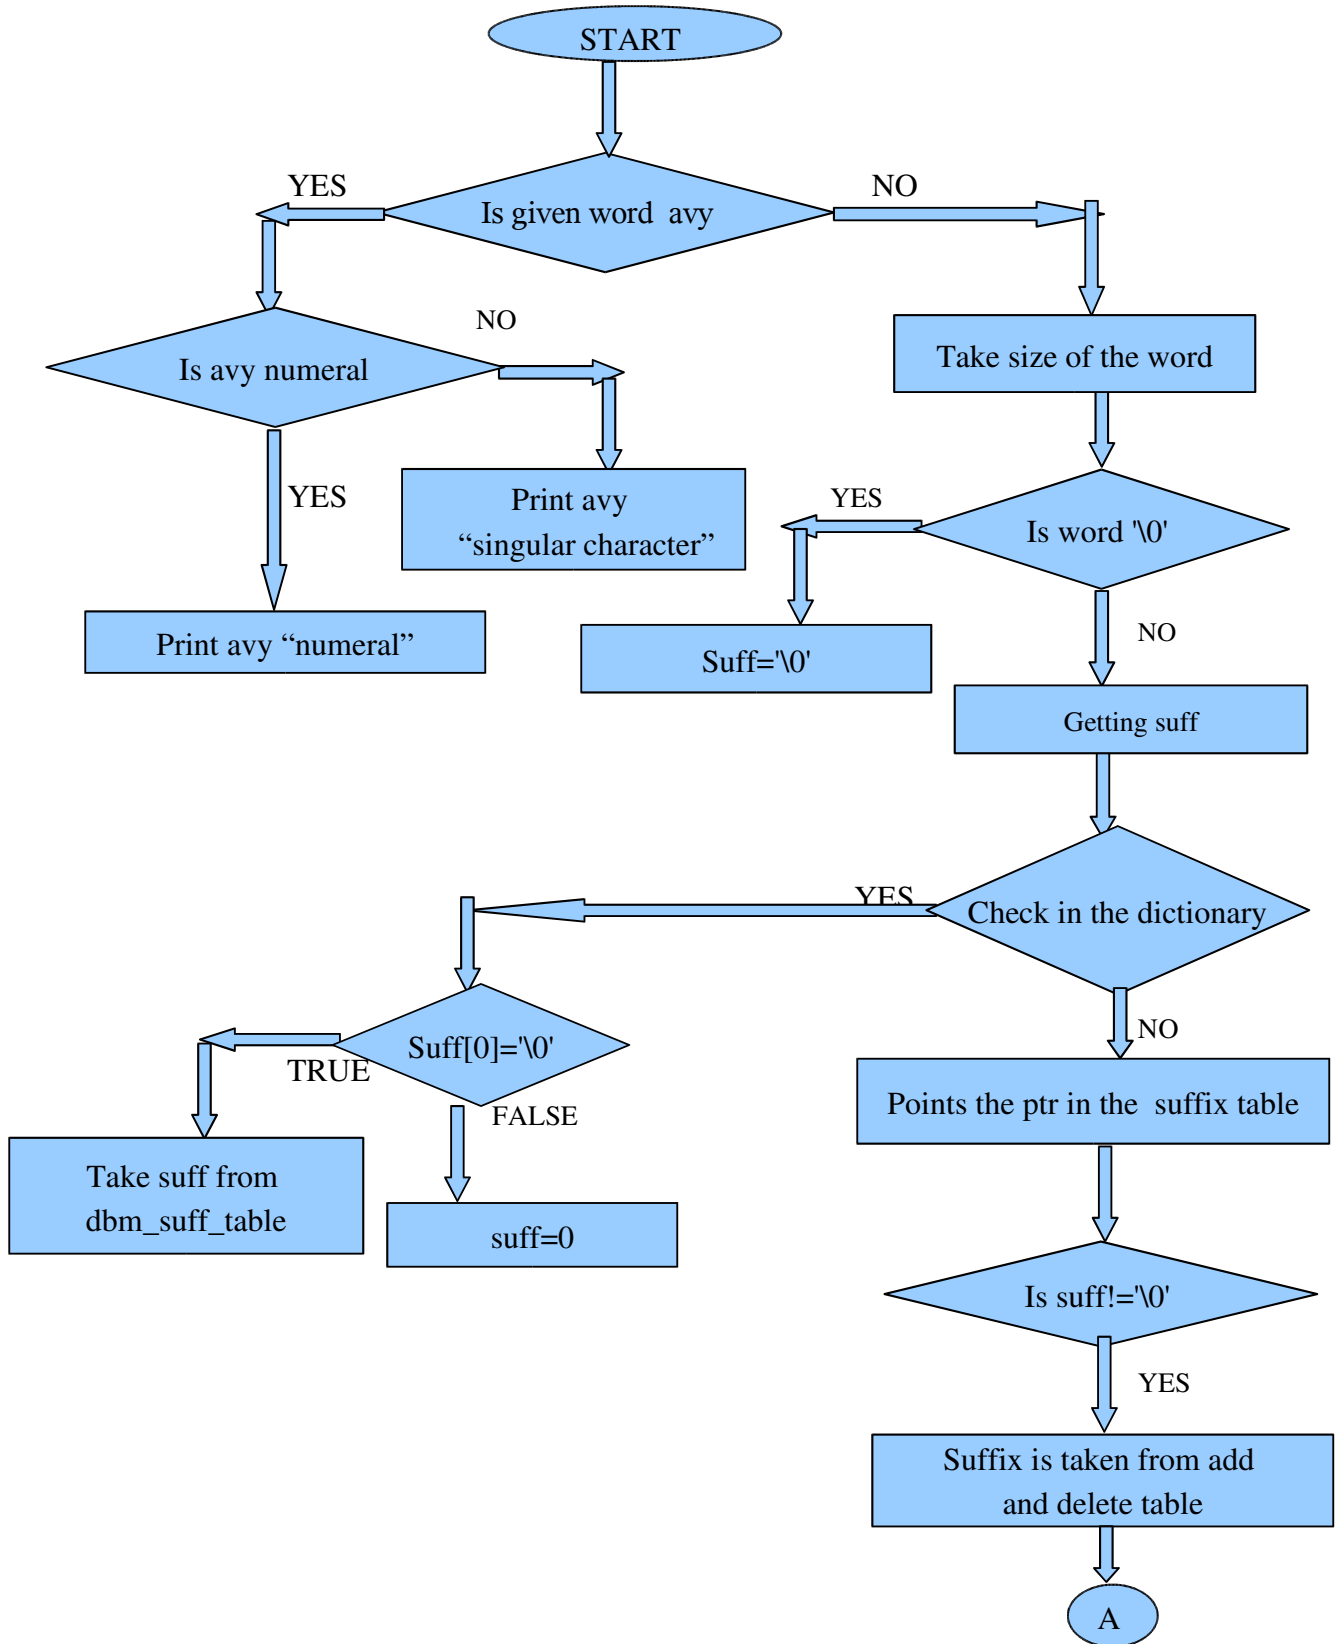 START
YES
NO
Is given word avy
NO
Is avy numeral
Take size of the word
YES
Print avy
“singular character”
YES
Is word '\0'
Print avy “numeral”
Suff='\0'
NO
Getting suff
YES
Check in the dictionary
NO
Suff[0]='\0'
TRUE
FALSE
Points the ptr in the suffix table
Take suff from
dbm_suff_table
suff=0
Is suff!='\0'
YES
Suffix is taken from add
and delete table
A